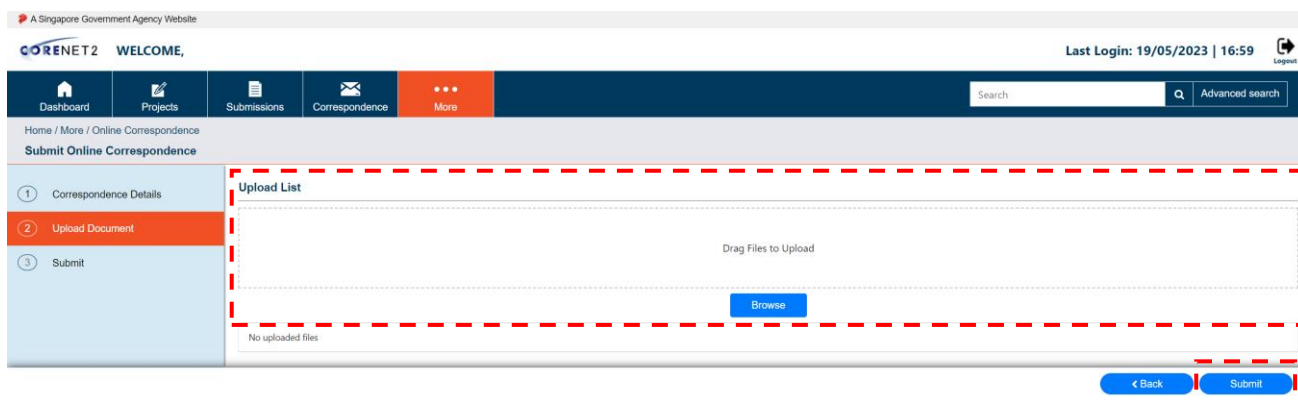 A Singapore Government Agency Website
CORENET2 WELCOME, Last Login: 19/05/2023 | 16:59
Logout
Dashboard Projects Submissions Correspondence More Search Advanced search
Home / More / Online Correspondence
Submit Online Correspondence
1 Correspondence Details
2 Upload Document
3 Submit
Upload List
Drag Files to Upload
Browse
No uploaded files
Back Submit